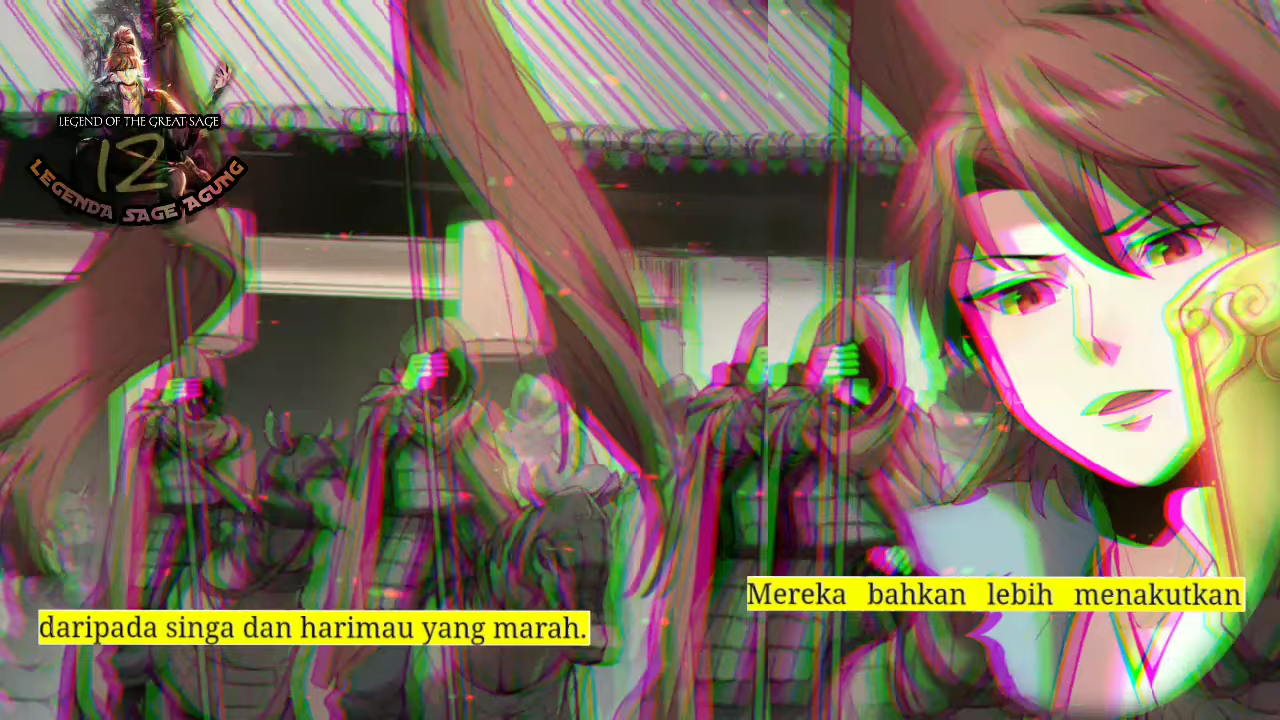 LEGEND OF THE GREAT SAGE
12
LEGENDA SAGE AGUNG
Mereka bahkan lebih menakutkan
daripada singa dan harimau yang marah.